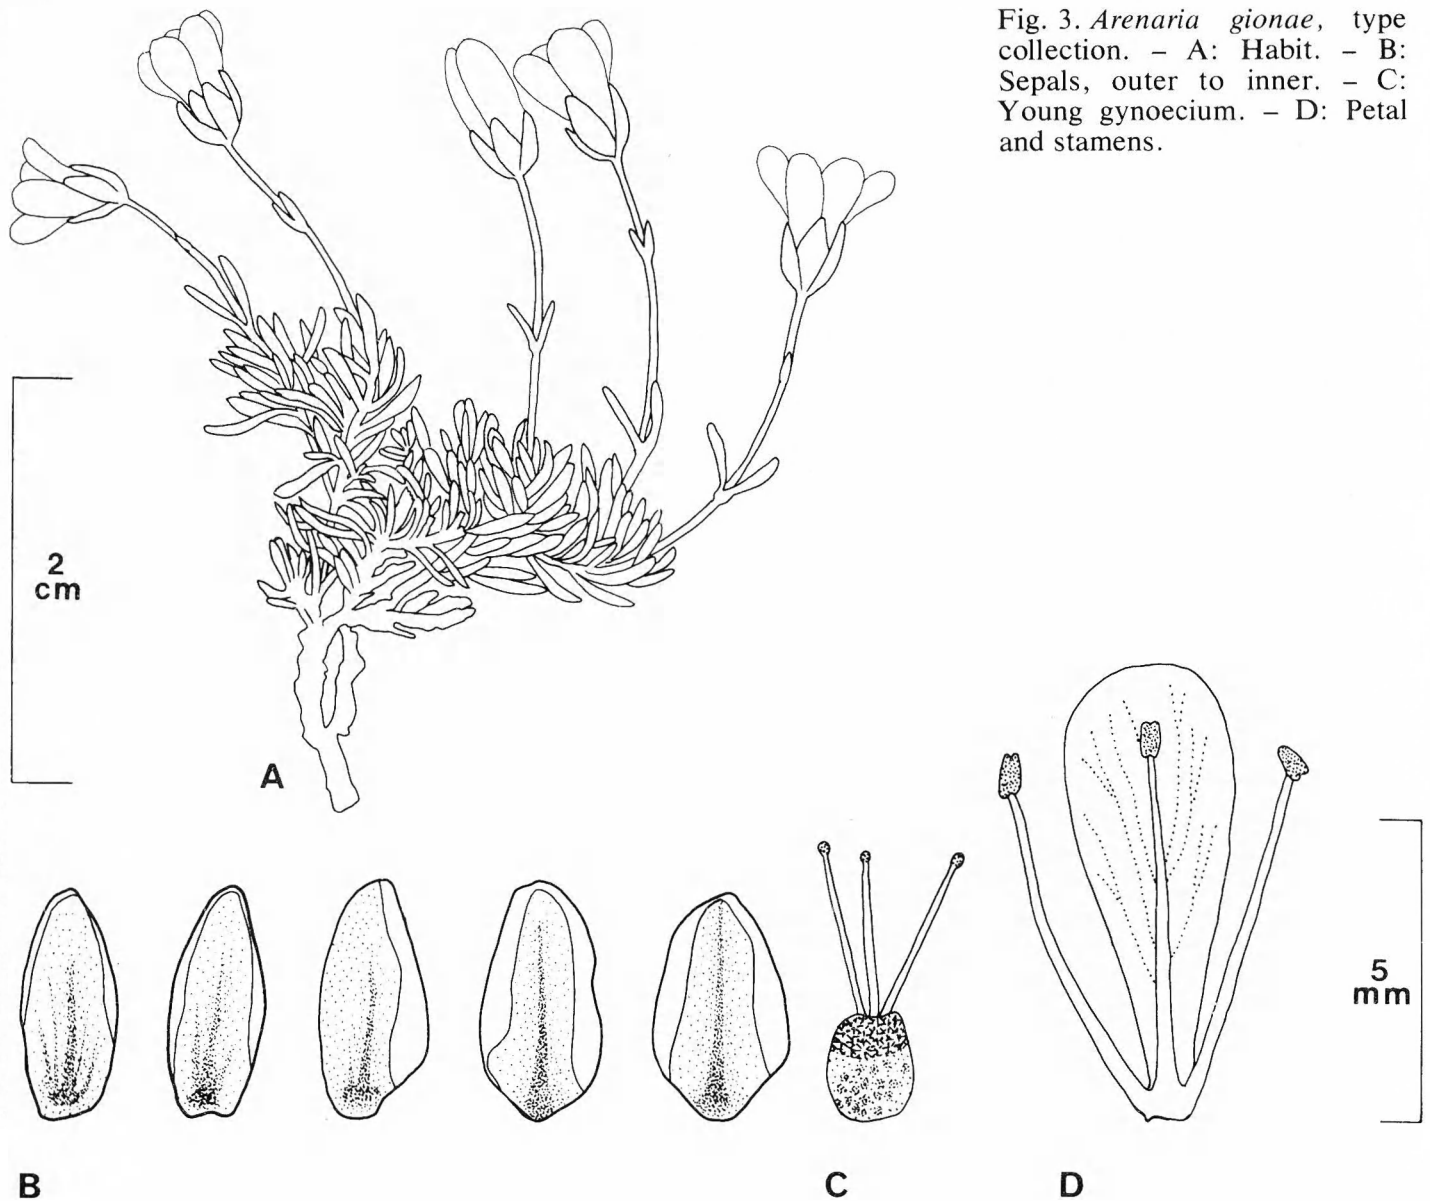 Fig. 3. Arenaria gionae, type
collection. – A: Habit. – B:
Sepals, outer to inner. – C:
Young gynoecium. – D: Petal
and stamens.
2
cm
A
5
mm
B
C
D